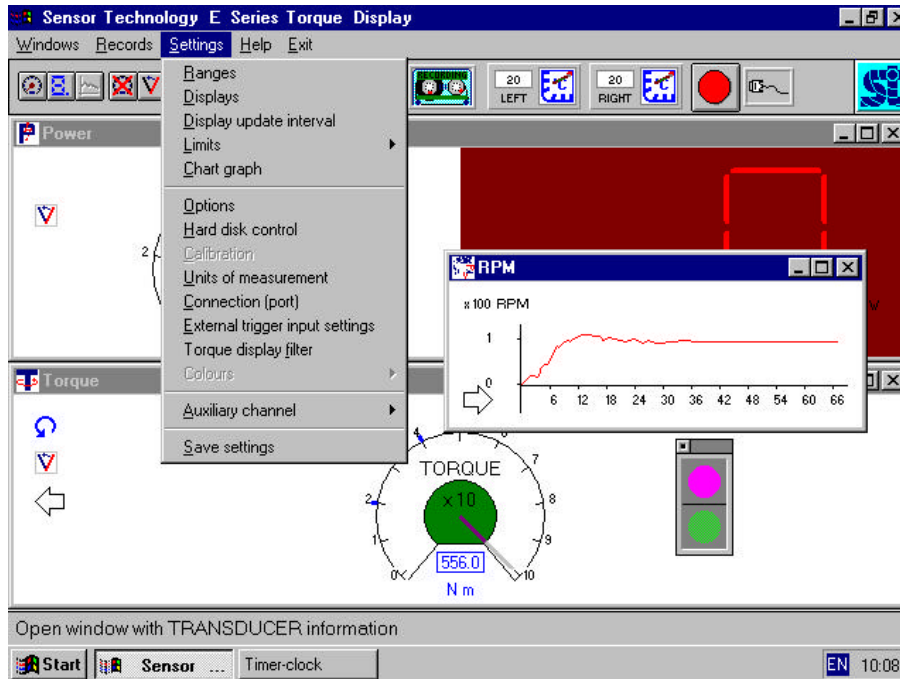 Sensor Technology E Series Torque Display
Windows Records Settings Help Exit
RECORDING
20
LEFT
°C
20
RIGHT
°C
Ranges
Displays
Display update interval
Limits
Chart graph
Options
Hard disk control
Calibration
Units of measurement
Connection (port)
External trigger input settings
Torque display filter
Colours
Auxiliary channel
Save settings
Power
2
RPM
x 100 RPM
1
0
6 12 18 24 30 36 42 48 54 60 66
Torque
TORQUE
x 10
0 1 2 4 7 8 9 10
556.0
N m
Open window with TRANSDUCER information
Start Sensor ... Timer-clock EN 10:08